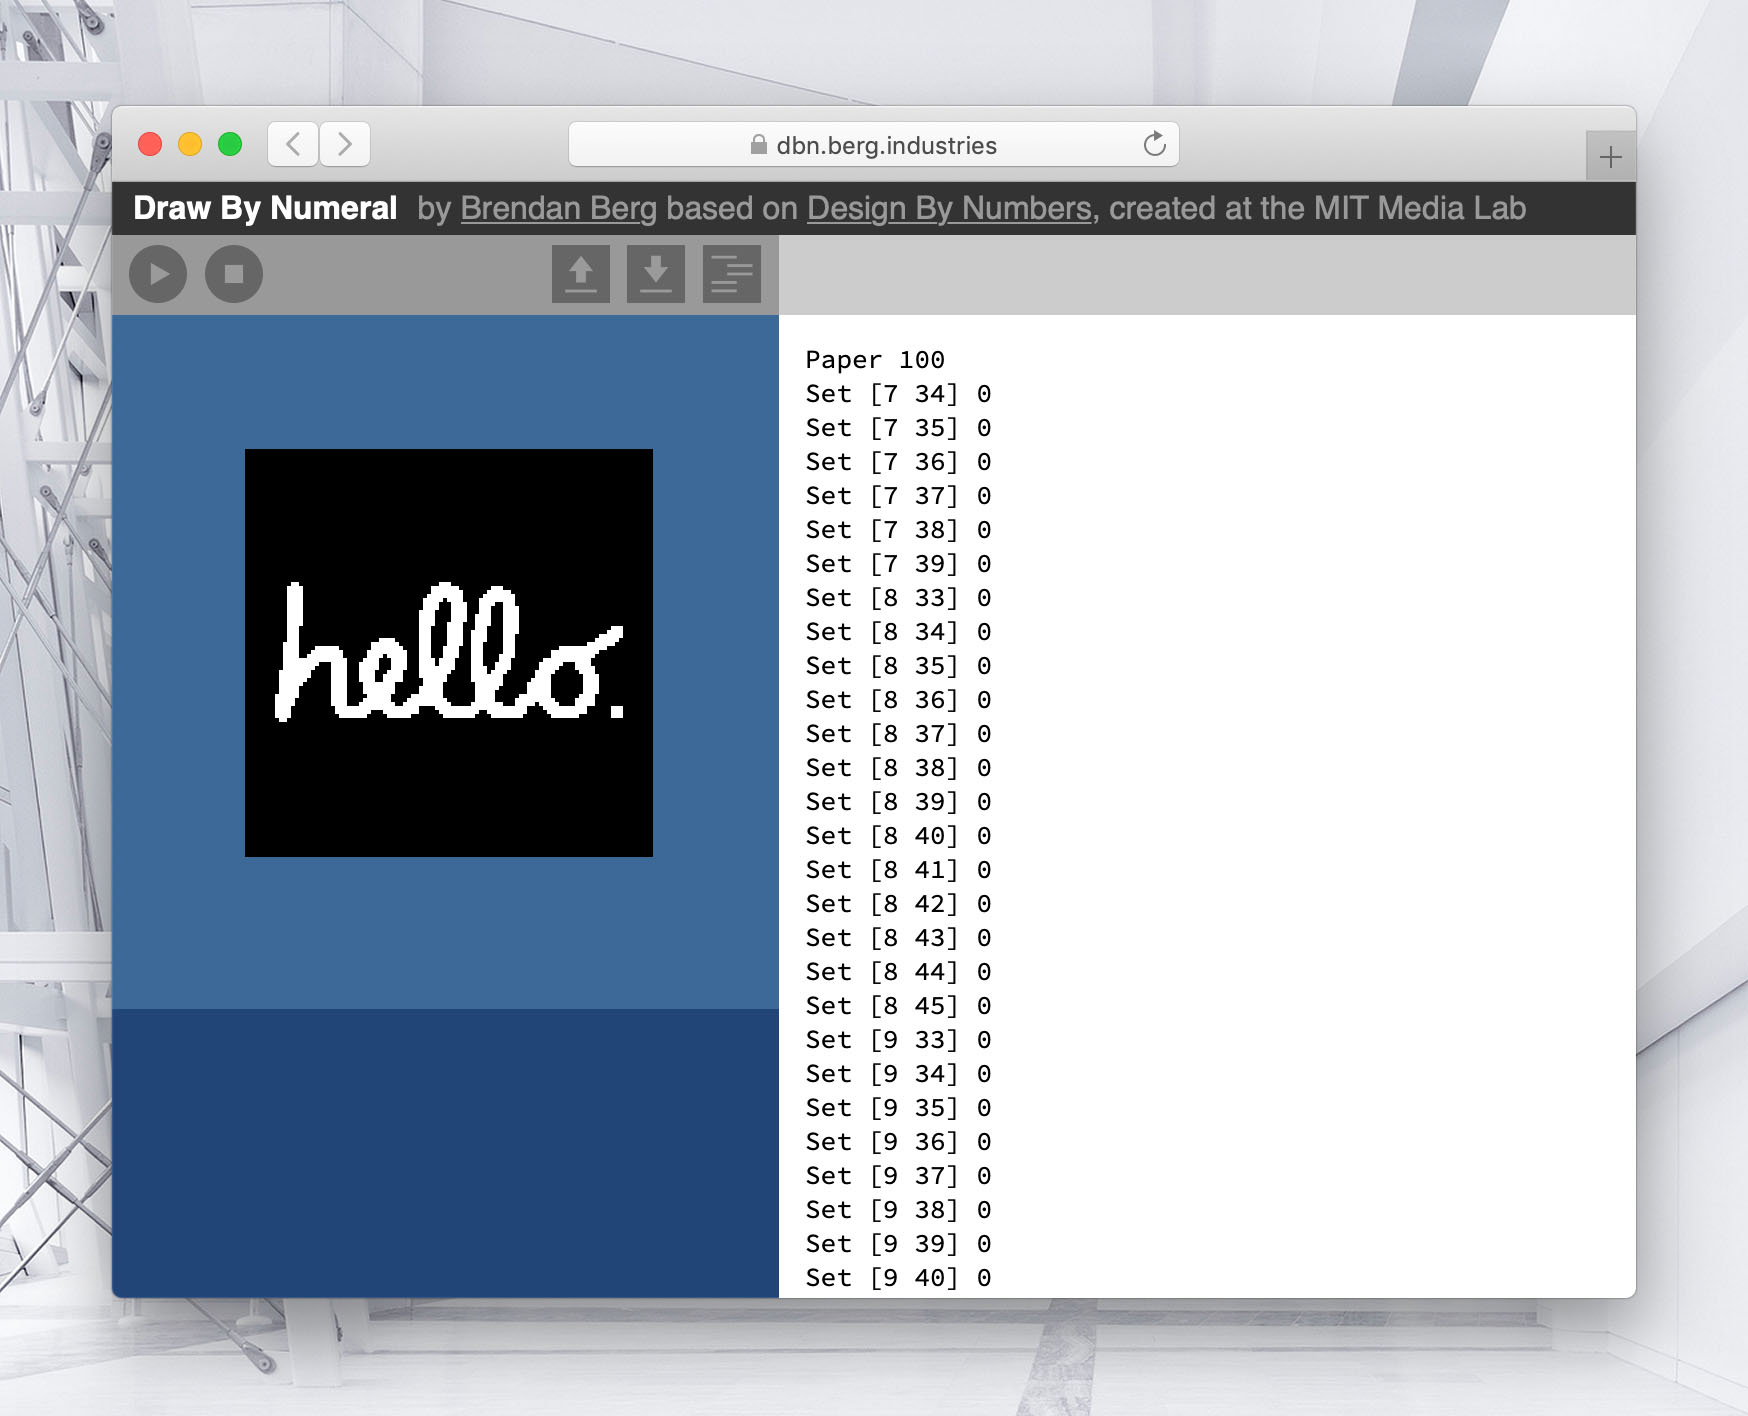 dbn.berg.industries
Draw By Numeral by Brendan Berg based on Design By Numbers, created at the MIT Media Lab
hello.
Paper 100
Set [7 34] 0
Set [7 35] 0
Set [7 36] 0
Set [7 37] 0
Set [7 38] 0
Set [7 39] 0
Set [8 33] 0
Set [8 34] 0
Set [8 35] 0
Set [8 36] 0
Set [8 37] 0
Set [8 38] 0
Set [8 39] 0
Set [8 40] 0
Set [8 41] 0
Set [8 42] 0
Set [8 43] 0
Set [8 44] 0
Set [8 45] 0
Set [9 33] 0
Set [9 34] 0
Set [9 35] 0
Set [9 36] 0
Set [9 37] 0
Set [9 38] 0
Set [9 39] 0
Set [9 40] 0